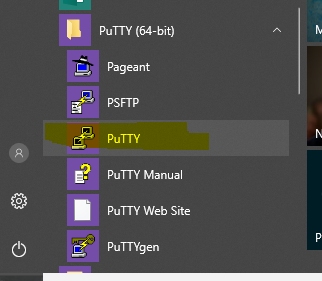 PuTTY (64-bit)
Pageant
PSFTP
PuTTY
PuTTY Manual
PuTTY Web Site
PuTTYgen
M
N
P